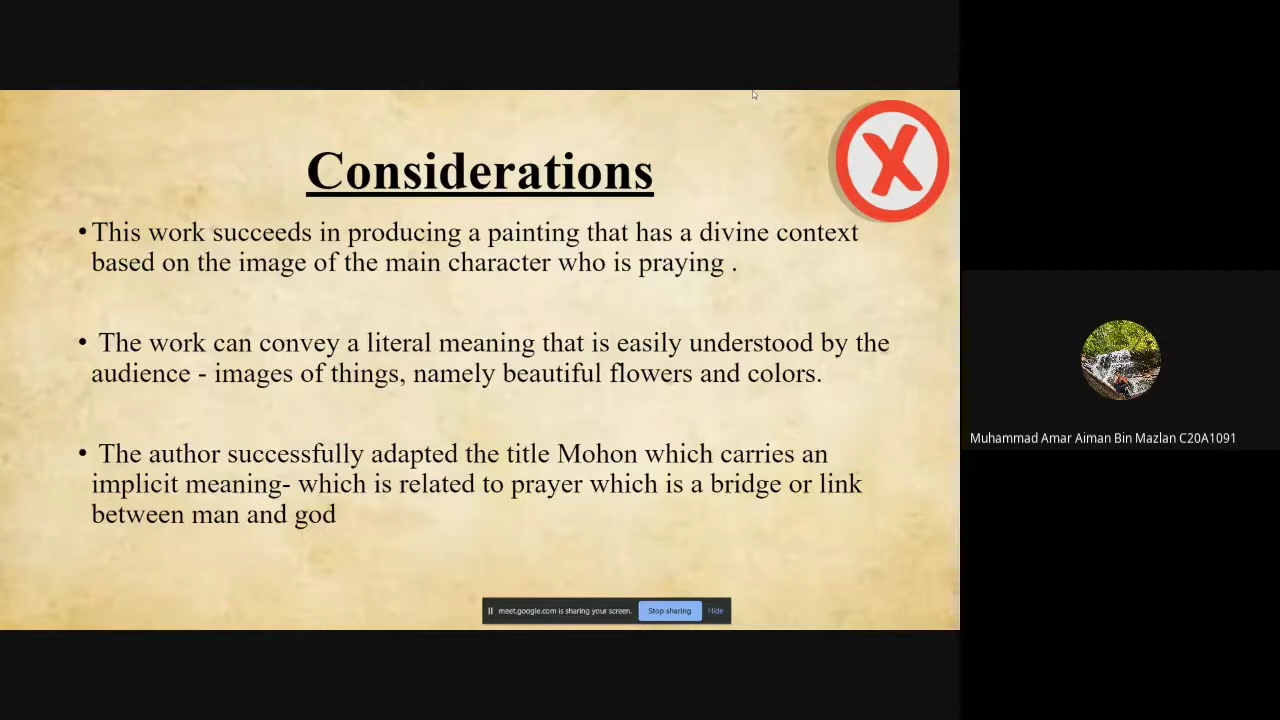 Considerations
•This work succeeds in producing a painting that has a divine context
based on the image of the main character who is praying .
• The work can convey a literal meaning that is easily understood by the
audience - images of things, namely beautiful flowers and colors.
• The author successfully adapted the title Mohon which carries an
implicit meaning- which is related to prayer which is a bridge or link
between man and god
meet.google.com is sharing your screen. Stop sharing Hide
Muhammad Amar Aiman Bin Mazlan C20A1091